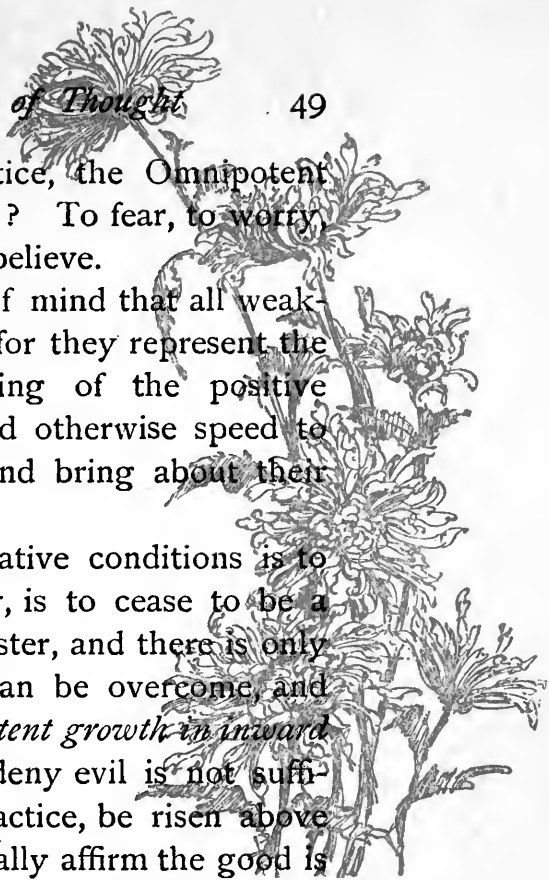 of Thought 49
tice, the Omnipotent
? To fear, to worry,
believe.
f mind that all weak-
for they represent the
ing of the positive
d otherwise speed to
nd bring about their
ative conditions is to
r, is to cease to be a
ster, and there is only
an be overcome, and
tent growth in inward
deny evil is not suffi-
actice, be risen above
ally affirm the good is